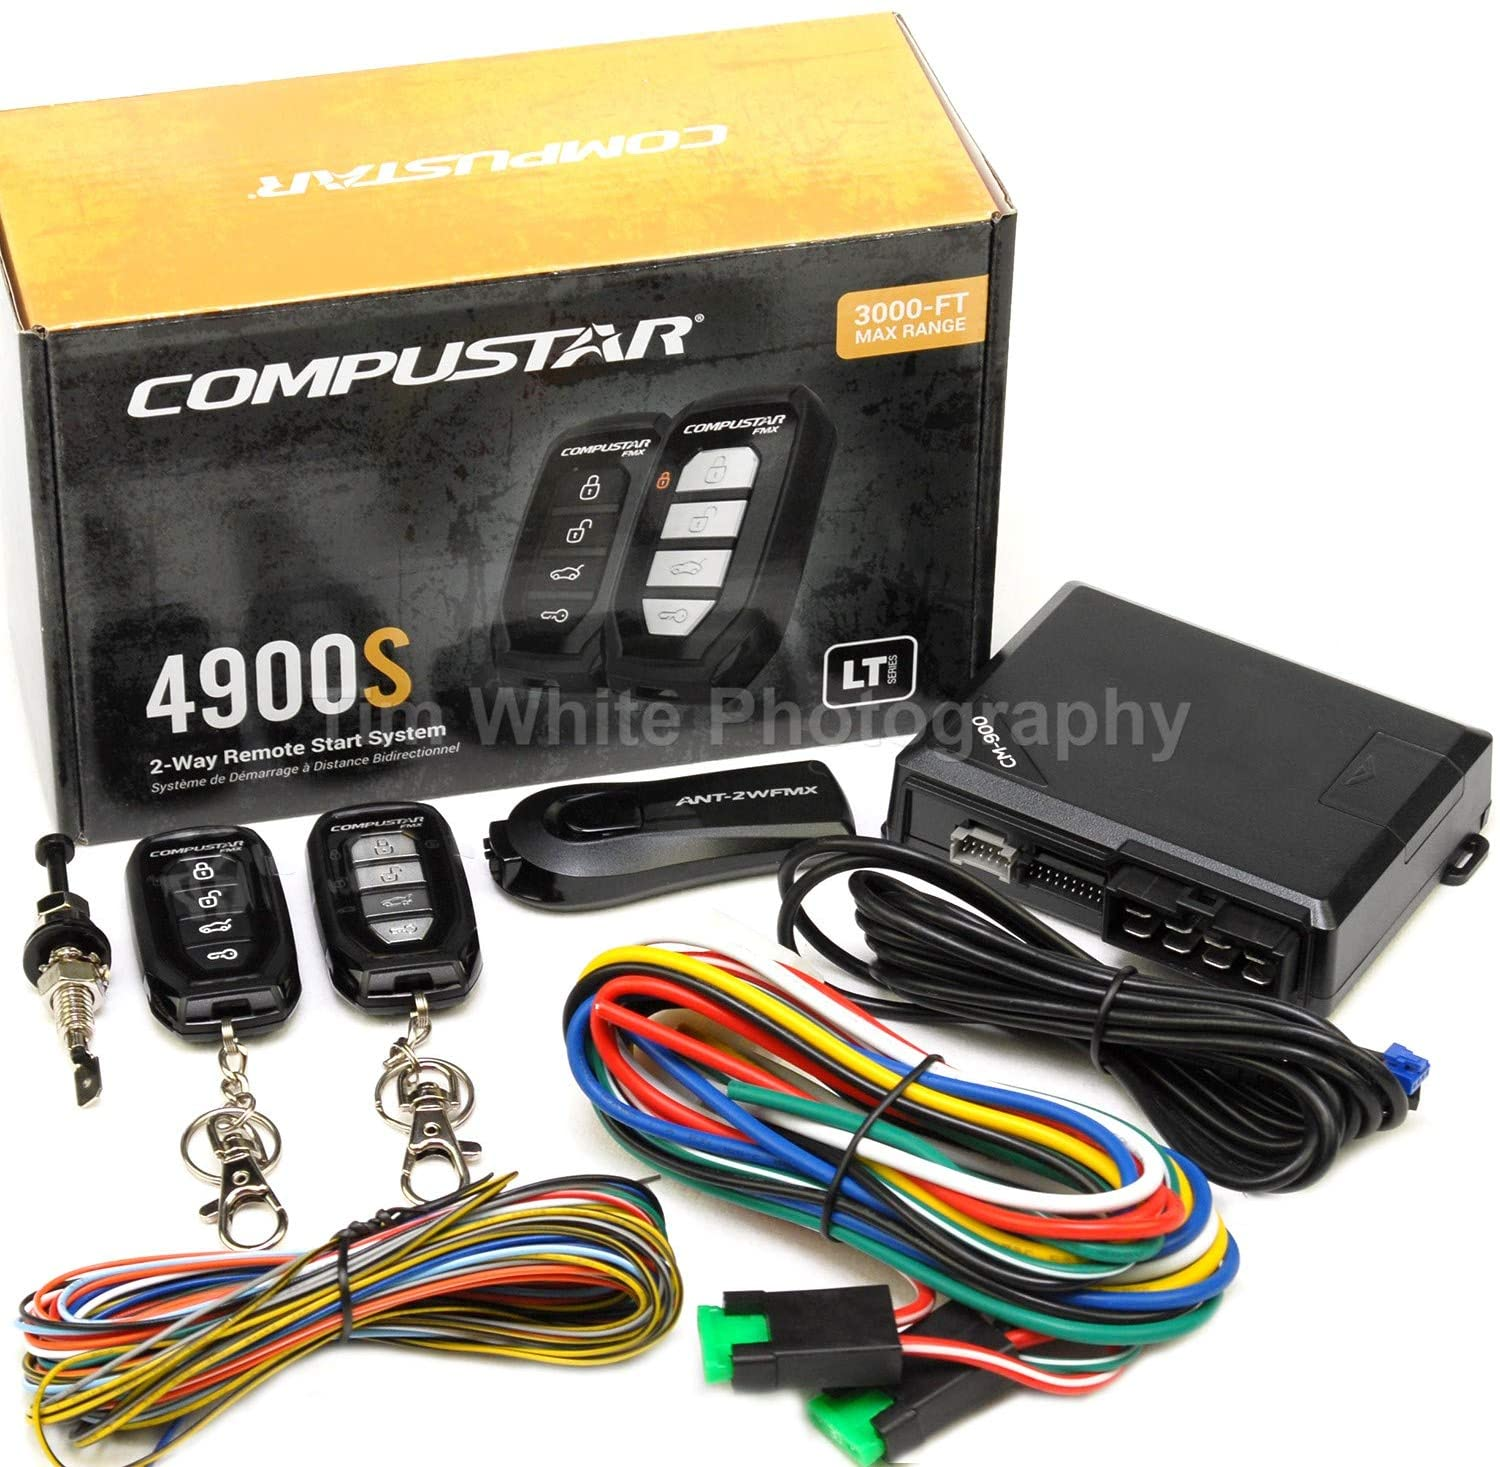 COMPUSTAR®
3000-FT
MAX RANGE
COMPUSTAR®
COMPUSTAR
FMX
COMPUSTAR
FMX
4900S
2-Way Remote Start System
Système de Démarrage à Distance Bidirectionnel
LT
SERIES
Tim White Photography
CM-900
ANT-2WFMX
COMPUSTAR
FMX
COMPUSTAR
FMX